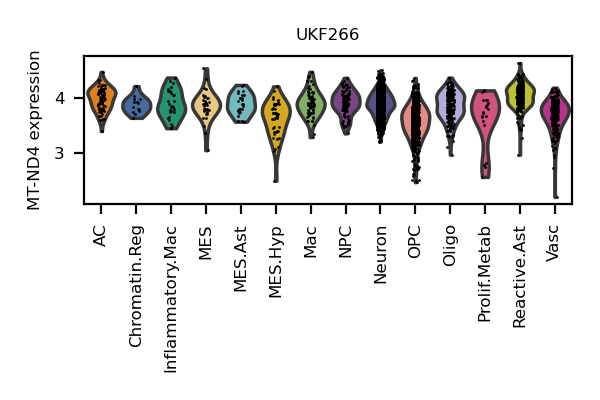 UKF266
MT-ND4 expression
4
3
AC
Chromatin.Reg
Inflammatory.Mac
MES
MES.Ast
MES.Hyp
Mac
NPC
Neuron
OPC
Oligo
Prolif.Metab
Reactive.Ast
Vasc